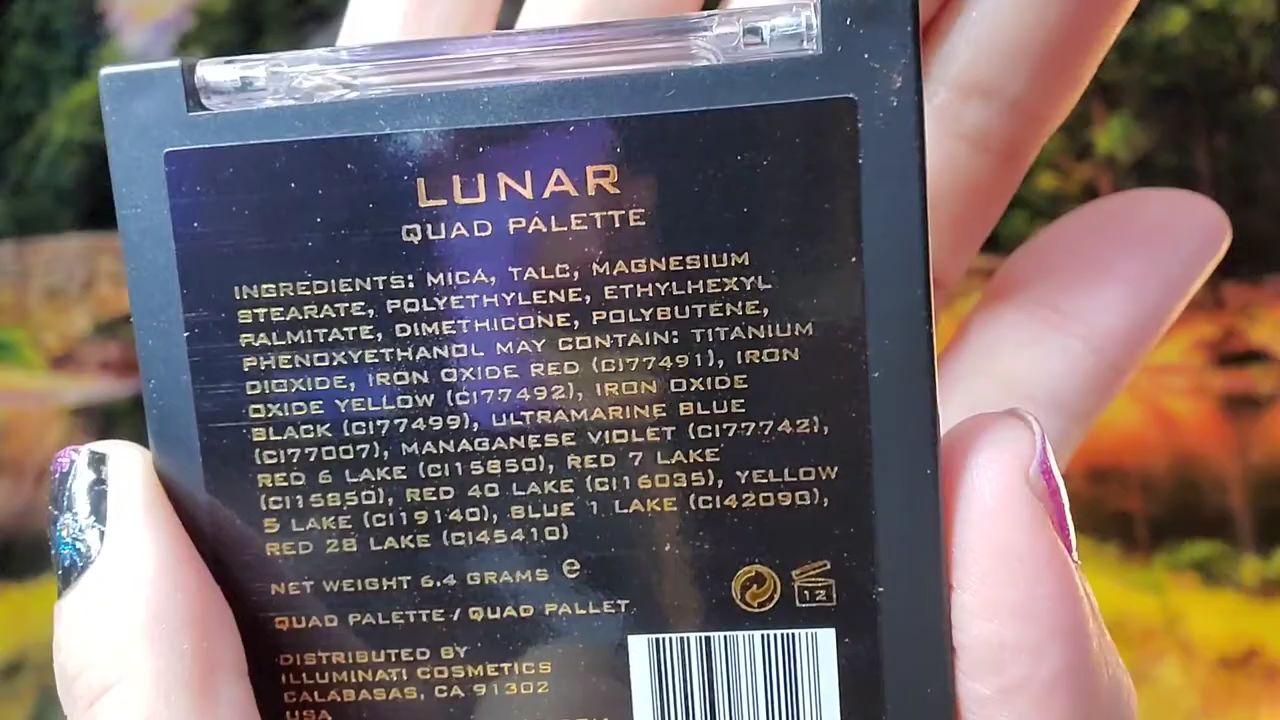 LUNAR
QUAD PALETTE
INGREDIENTS: MICA, TALC, MAGNESIUM
STEARATE, POLYETHYLENE, ETHYLHEXYL
PALMITATE, DIMETHICONE, POLYBUTENE,
PHENOXYETHANOL MAY CONTAIN: TITANIUM
DIOXIDE, IRON OXIDE RED (CI77491), IRON
OXIDE YELLOW (CI77492), IRON OXIDE
BLACK (CI77499), ULTRAMARINE BLUE
(CI77007), MANAGANESE VIOLET (CI77742),
RED 6 LAKE (CI15850), RED 7 LAKE
(CI15850), RED 40 LAKE (CI16035), YELLOW
5 LAKE (CI19140), BLUE 1 LAKE (CI42090),
RED 28 LAKE (CI45410)
NET WEIGHT 6.4 GRAMS e
12
QUAD PALETTE / QUAD PALLET
DISTRIBUTED BY
ILLUMINATI COSMETICS
CALABASAS, CA 91302
USA